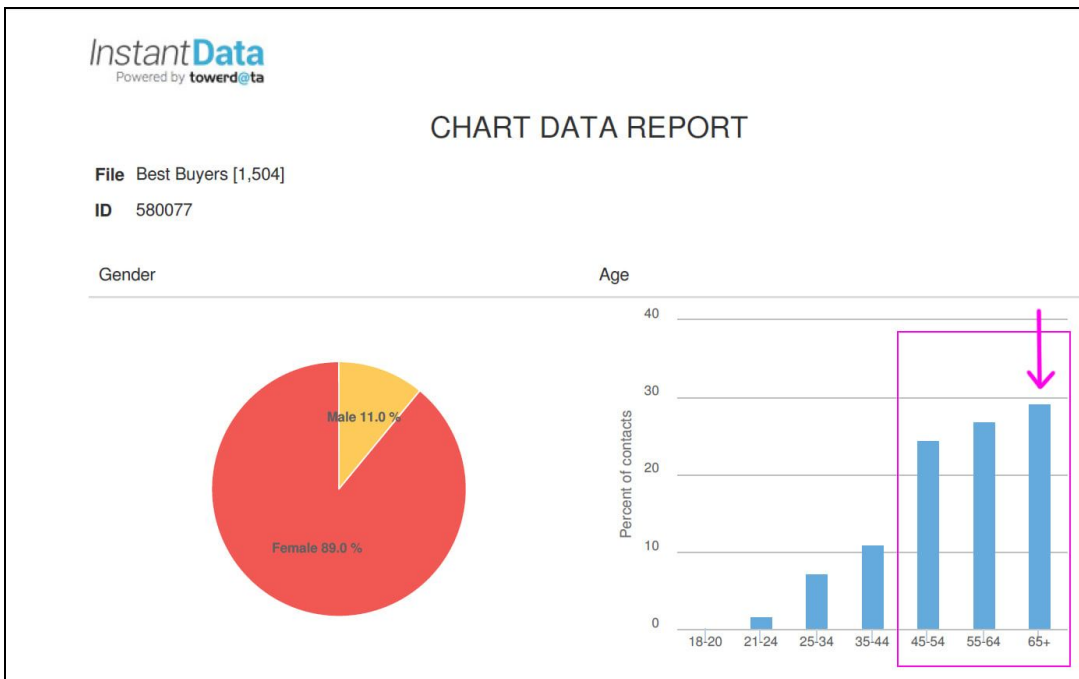 InstantData
Powered by towerd@ta
CHART DATA REPORT
File Best Buyers [1,504]
ID 580077
Gender
Male 11.0 %
Female 89.0 %
Age
Percent of contacts
40
30
20
10
0
18-20 21-24 25-34 35-44 45-54 55-64 65+